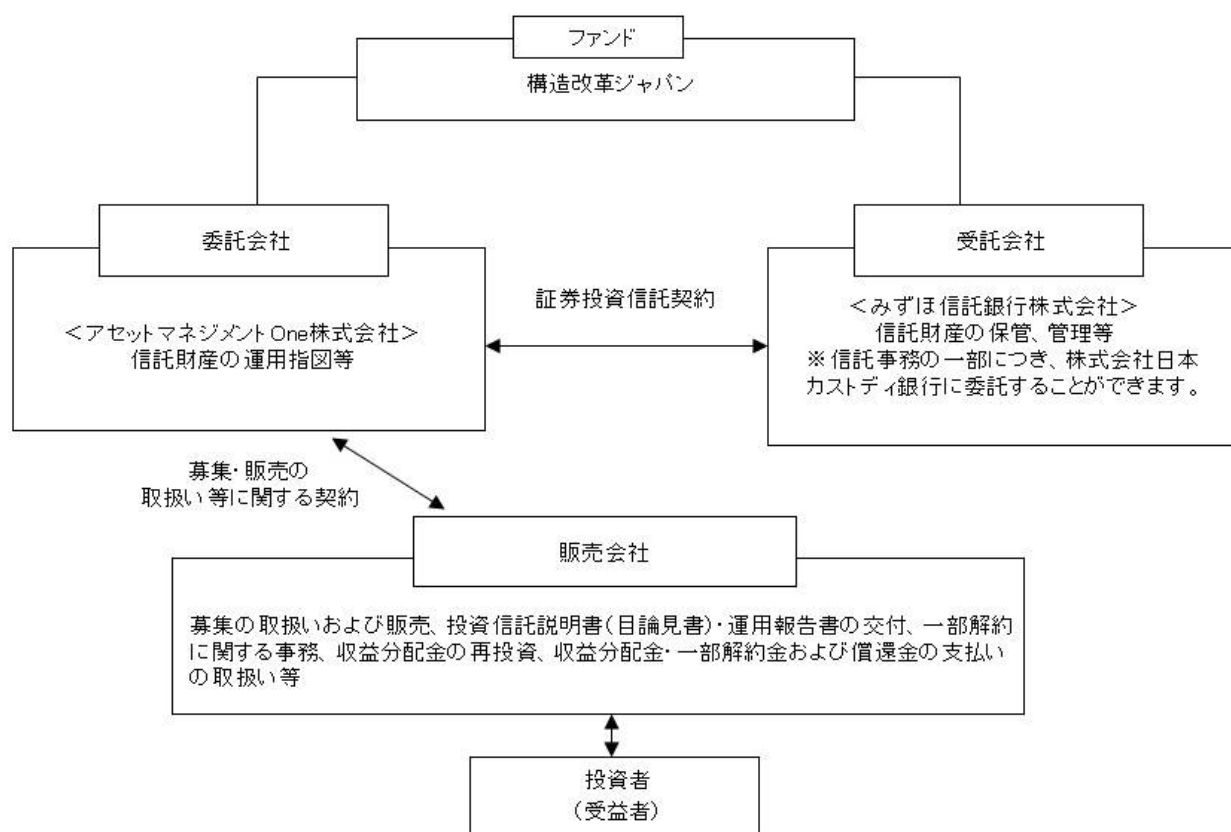 ファンド
構造改革ジャパン
委託会社
受託会社
＜アセットマネジメントOne株式会社＞
信託財産の運用指図等
証券投資信託契約
＜みずほ信託銀行株式会社＞
信託財産の保管、管理等
※信託事務の一部につき、株式会社日本
カストディ銀行に委託することができます。
募集・販売の
取扱い等に関する契約
販売会社
募集の取扱いおよび販売、投資信託説明書(目論見書)・運用報告書の交付、一部解約
に関する事務、収益分配金の再投資、収益分配金・一部解約金および償還金の支払い
の取扱い等
投資者
（受益者）